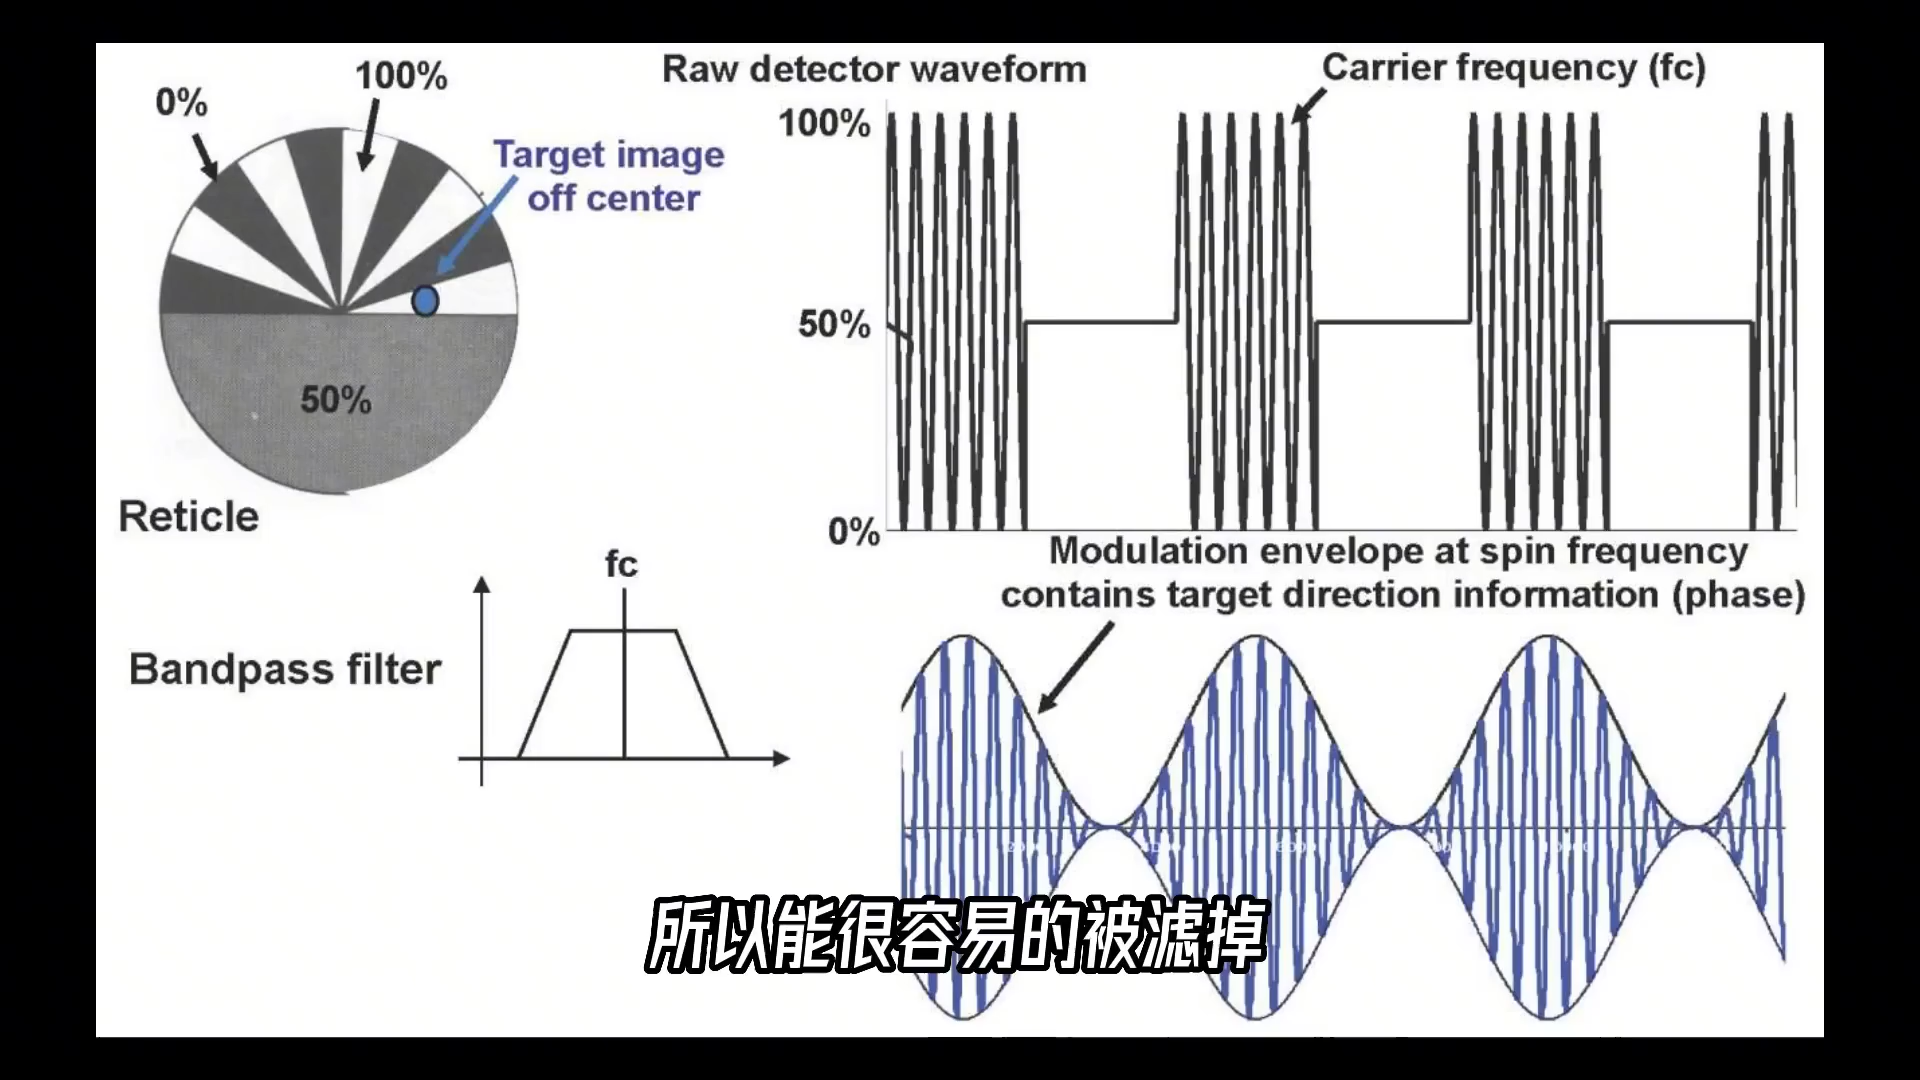 100%
0%
Target image
off center
50%
Reticle
Raw detector waveform
Carrier frequency (fc)
100%
50%
0%
fc
Bandpass filter
Modulation envelope at spin frequency
contains target direction information (phase)
所以能很容易的被滤掉